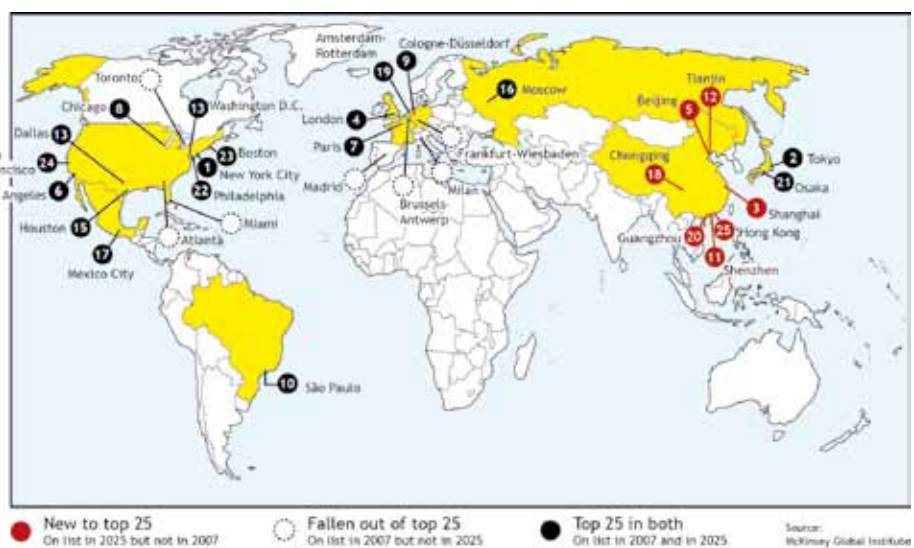 Amsterdam-
Rotterdam
Cologne-Düsseldorf
9
19
Toronto
Chicago
8
13
Washington D.C.
Dallas
13
23
Boston
24
ncisco
1
New York City
6
Angeles
22
Philadelphia
Houston
15
Miami
17
Atlanta
Mexico City
10
São Paulo
London
4
16
Moscow
Paris
7
Frankfurt-Wiesbaden
Madrid
Milan
Brussels-
Antwerp
Tianjin
Beijing
12
5
Chongqing
18
2
Tokyo
21
Osaka
3
Shanghai
Guangzhou
20
25
Hong Kong
11
Shenzhen
New to top 25
On list in 2025 but not in 2007
Fallen out of top 25
On list in 2007 but not in 2025
Top 25 in both
On list in 2007 and in 2025
Source:
McKinsey Global Institute